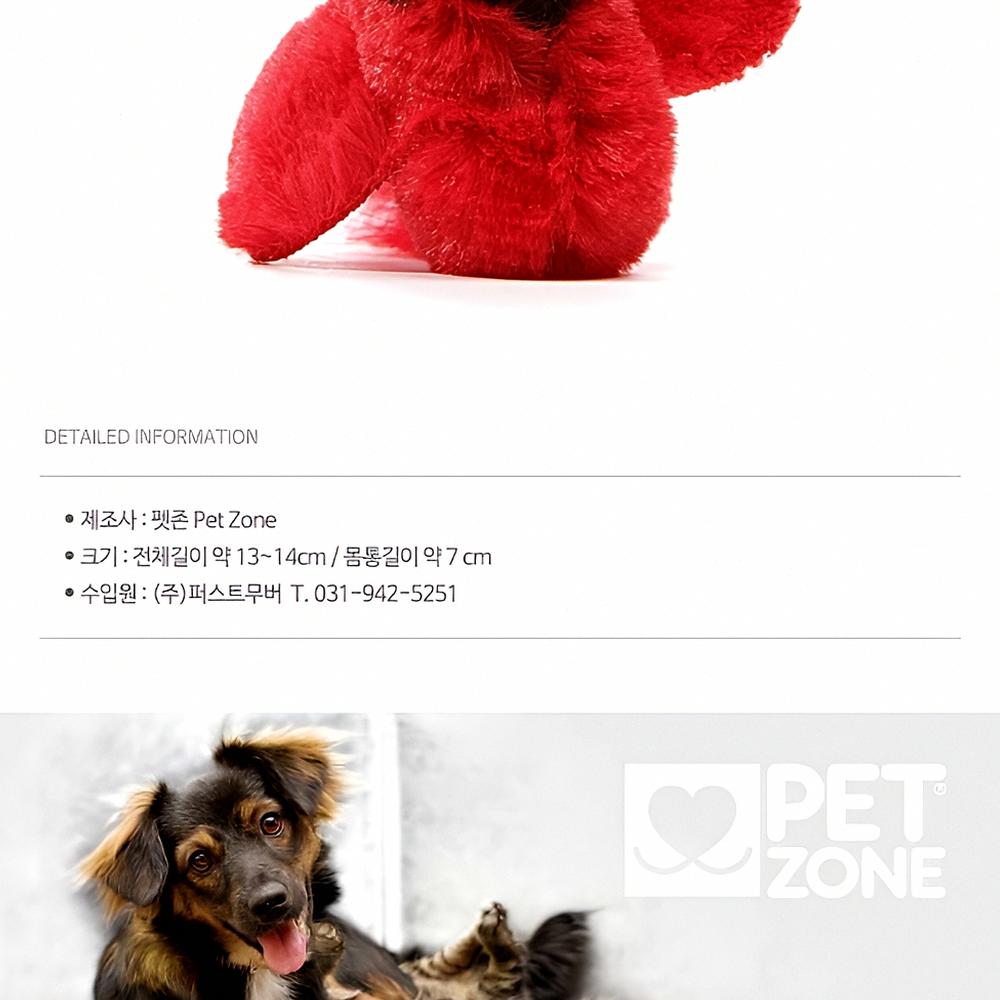 DETAILED INFORMATION
• 제조사 : 펫존 Pet Zone
• 크기 : 전체길이 약 13~14cm / 몸통길이 약 7 cm
• 수입원 : (주)퍼스트무버 T. 031-942-5251
PET
ZONE